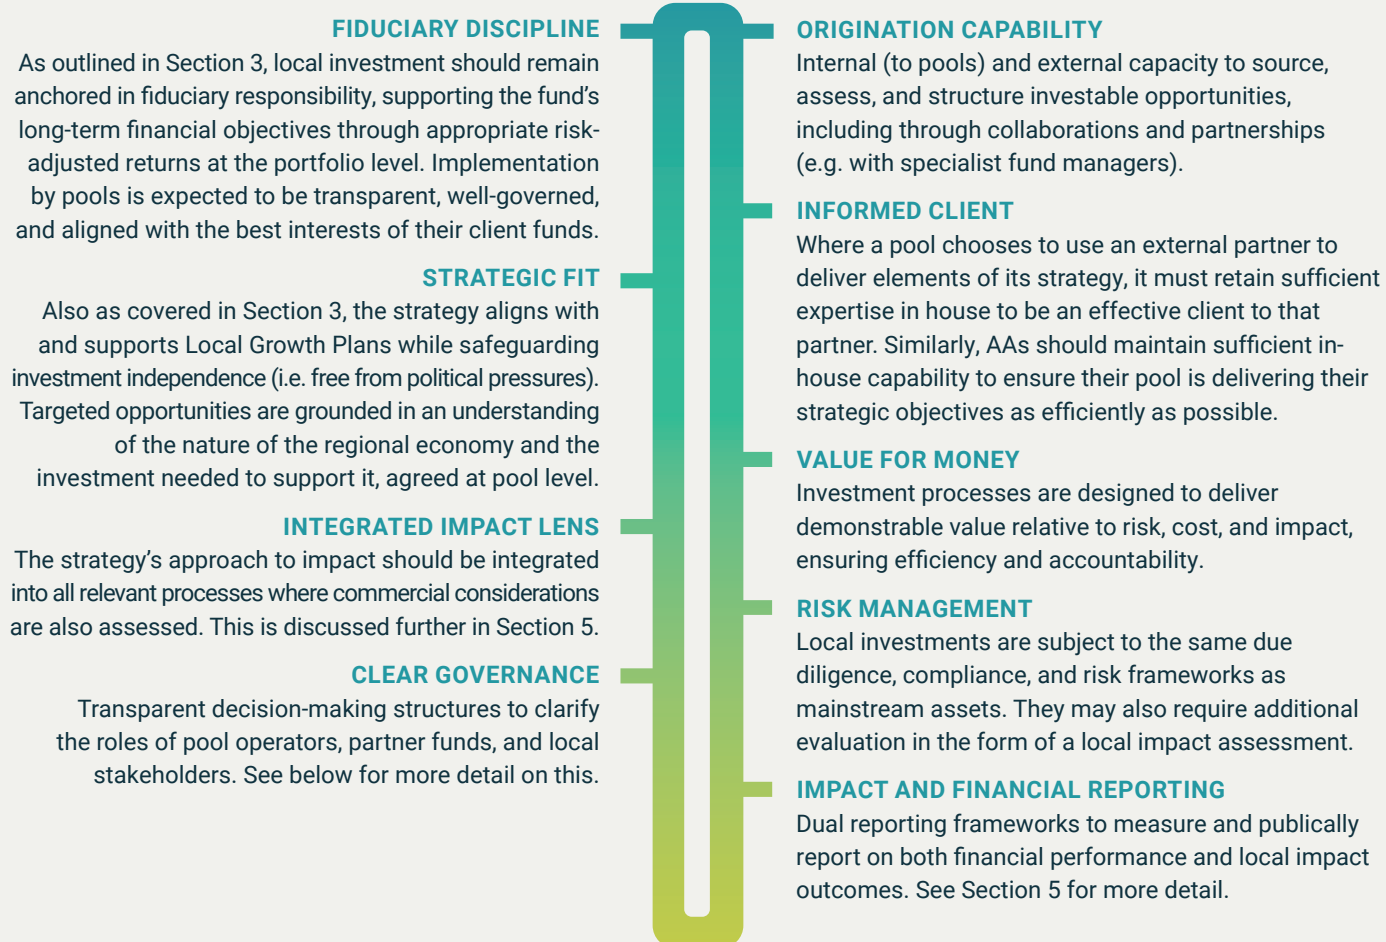 FIDUCIARY DISCIPLINE
As outlined in Section 3, local investment should remain
anchored in fiduciary responsibility, supporting the fund’s
long-term financial objectives through appropriate risk-
adjusted returns at the portfolio level. Implementation
by pools is expected to be transparent, well-governed,
and aligned with the best interests of their client funds.
STRATEGIC FIT
Also as covered in Section 3, the strategy aligns with
and supports Local Growth Plans while safeguarding
investment independence (i.e. free from political pressures).
Targeted opportunities are grounded in an understanding
of the nature of the regional economy and the
investment needed to support it, agreed at pool level.
INTEGRATED IMPACT LENS
The strategy’s approach to impact should be integrated
into all relevant processes where commercial considerations
are also assessed. This is discussed further in Section 5.
CLEAR GOVERNANCE
Transparent decision-making structures to clarify
the roles of pool operators, partner funds, and local
stakeholders. See below for more detail on this.
ORIGINATION CAPABILITY
Internal (to pools) and external capacity to source,
assess, and structure investable opportunities,
including through collaborations and partnerships
(e.g. with specialist fund managers).
INFORMED CLIENT
Where a pool chooses to use an external partner to
deliver elements of its strategy, it must retain sufficient
expertise in house to be an effective client to that
partner. Similarly, AAs should maintain sufficient in-
house capability to ensure their pool is delivering their
strategic objectives as efficiently as possible.
VALUE FOR MONEY
Investment processes are designed to deliver
demonstrable value relative to risk, cost, and impact,
ensuring efficiency and accountability.
RISK MANAGEMENT
Local investments are subject to the same due
diligence, compliance, and risk frameworks as
mainstream assets. They may also require additional
evaluation in the form of a local impact assessment.
IMPACT AND FINANCIAL REPORTING
Dual reporting frameworks to measure and publically
report on both financial performance and local impact
outcomes. See Section 5 for more detail.